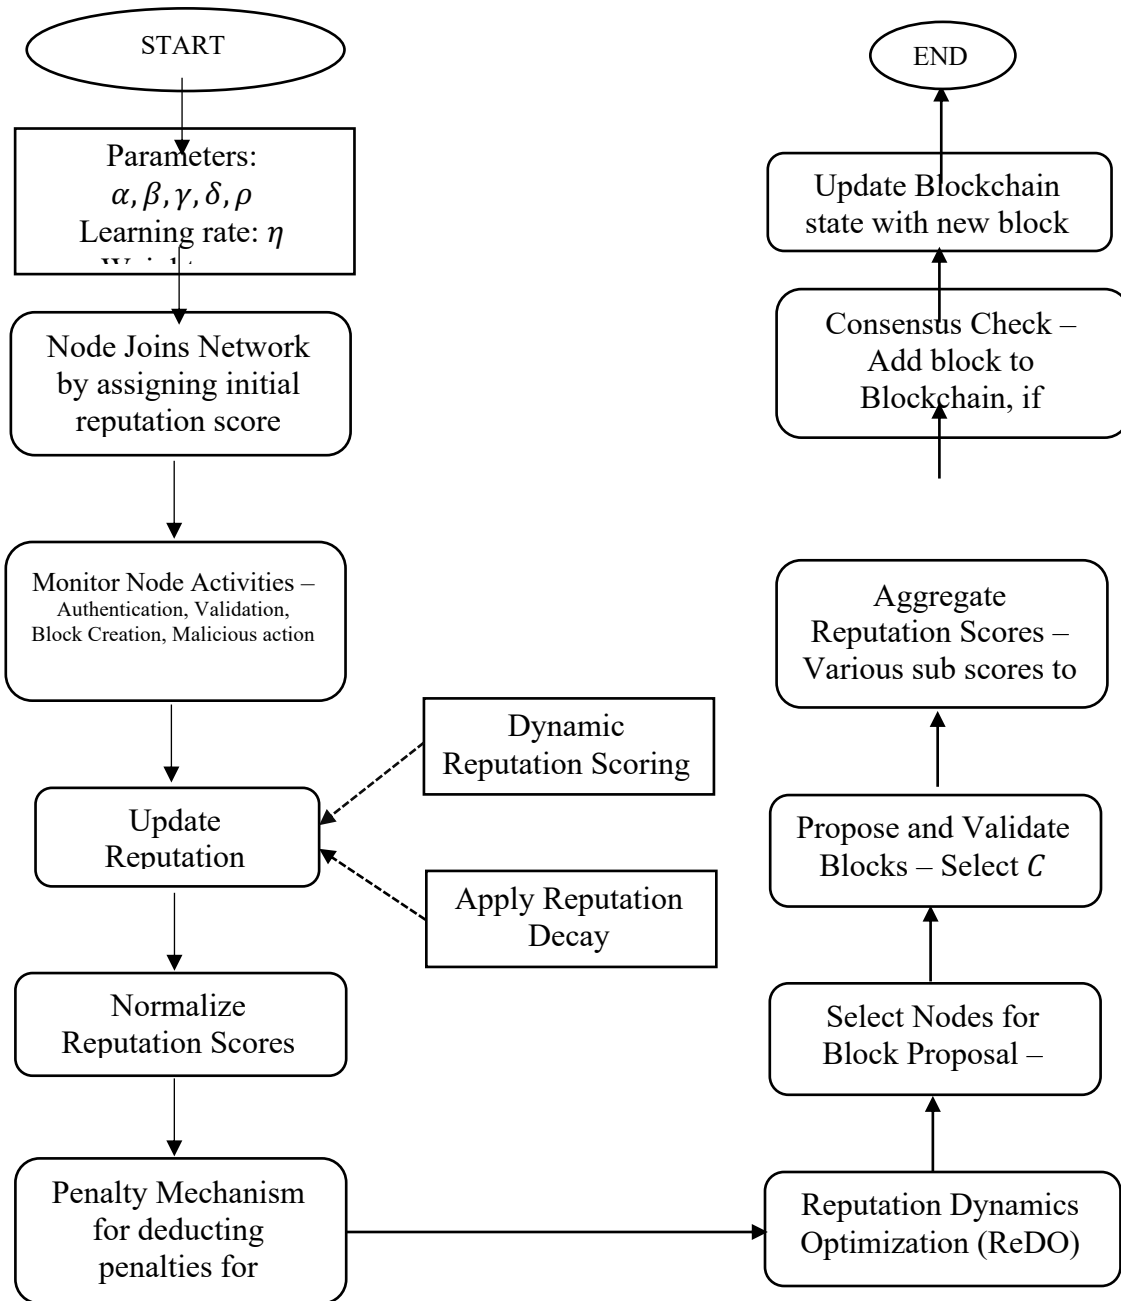 START
Parameters:
α, β, γ, δ, ρ
Learning rate: η
Node Joins Network
by assigning initial
reputation score
Monitor Node Activities –
Authentication, Validation,
Block Creation, Malicious action
Dynamic
Reputation Scoring
Update
Reputation
Apply Reputation
Decay
Normalize
Reputation Scores
Penalty Mechanism
for deducting
penalties for
Reputation Dynamics
Optimization (ReDO)
Select Nodes for
Block Proposal –
Propose and Validate
Blocks – Select C
Aggregate
Reputation Scores –
Various sub scores to
Consensus Check –
Add block to
Blockchain, if
Update Blockchain
state with new block
END